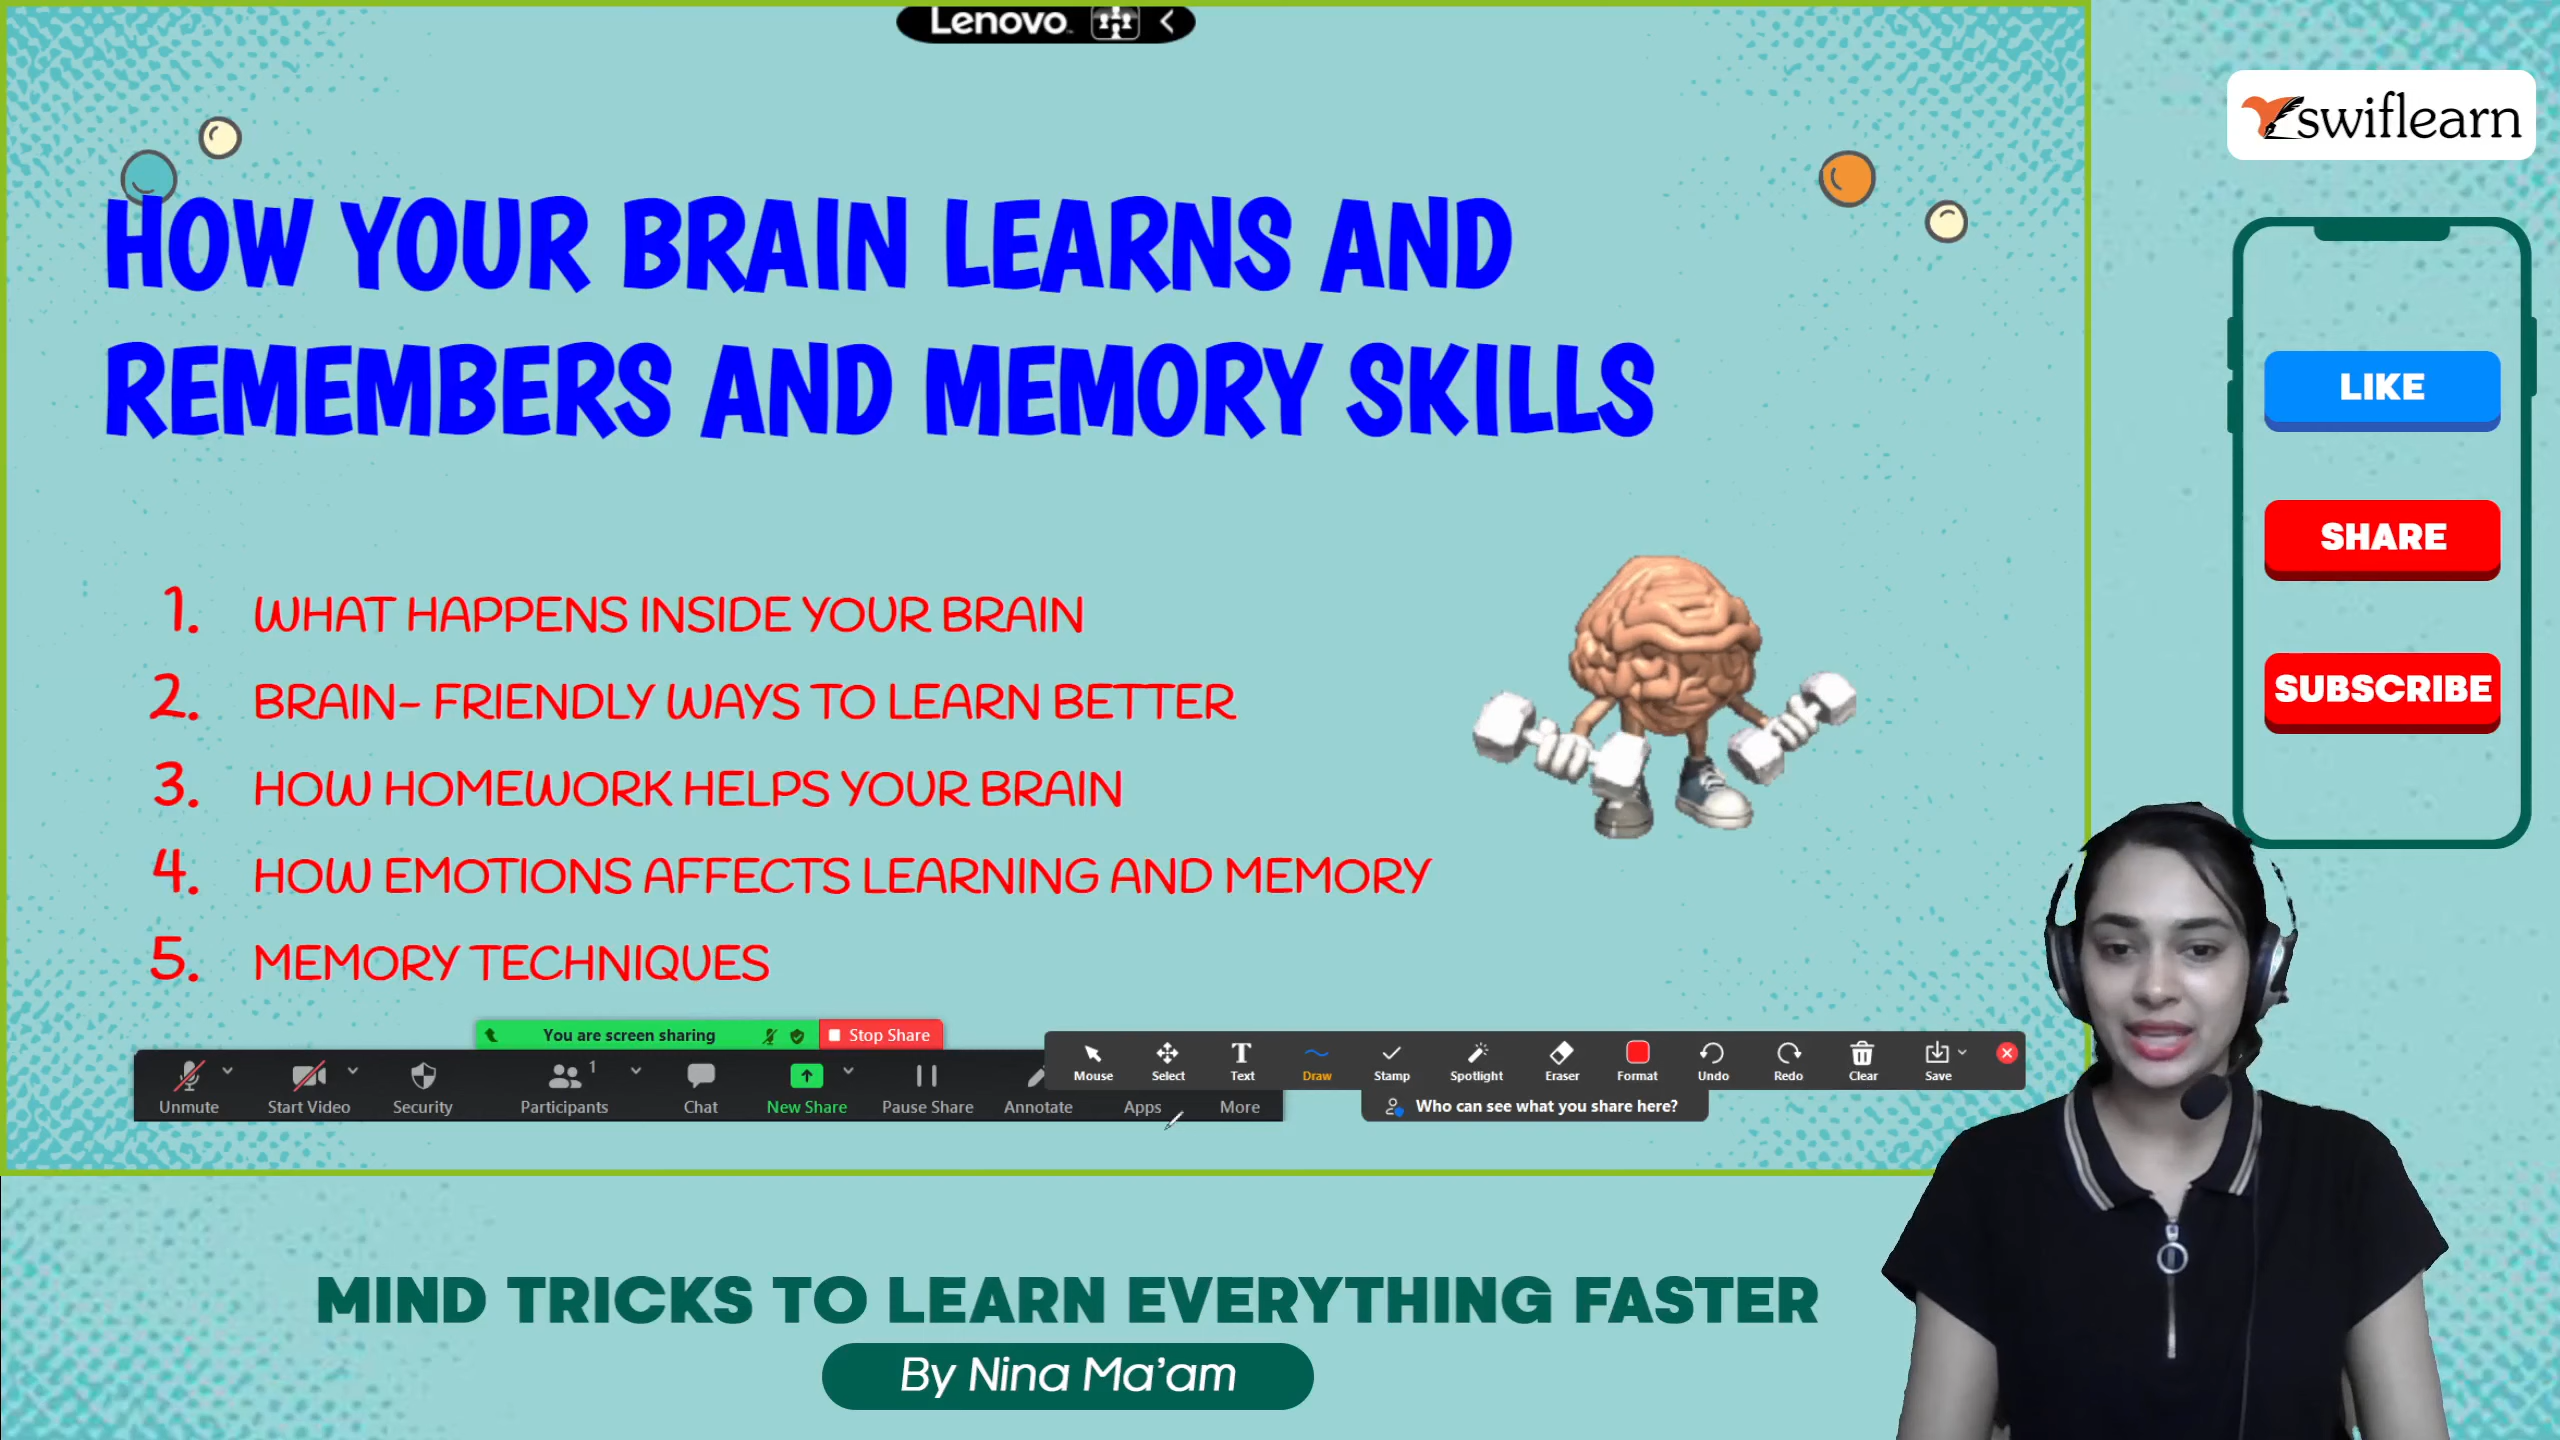 Lenovo
swiflearn
HOW YOUR BRAIN LEARNS AND
REMEMBERS AND MEMORY SKILLS
LIKE
SHARE
SUBSCRIBE
1. WHAT HAPPENS INSIDE YOUR BRAIN
2. BRAIN- FRIENDLY WAYS TO LEARN BETTER
3. HOW HOMEWORK HELPS YOUR BRAIN
4. HOW EMOTIONS AFFECTS LEARNING AND MEMORY
5. MEMORY TECHNIQUES
You are screen sharing Stop Share
Mouse Select Text Draw Stamp Spotlight Eraser Format Undo Redo Clear Save
1
Unmute Start Video Security Participants Chat New Share Pause Share Annotate Apps More
Who can see what you share here?
MIND TRICKS TO LEARN EVERYTHING FASTER
By Nina Ma'am